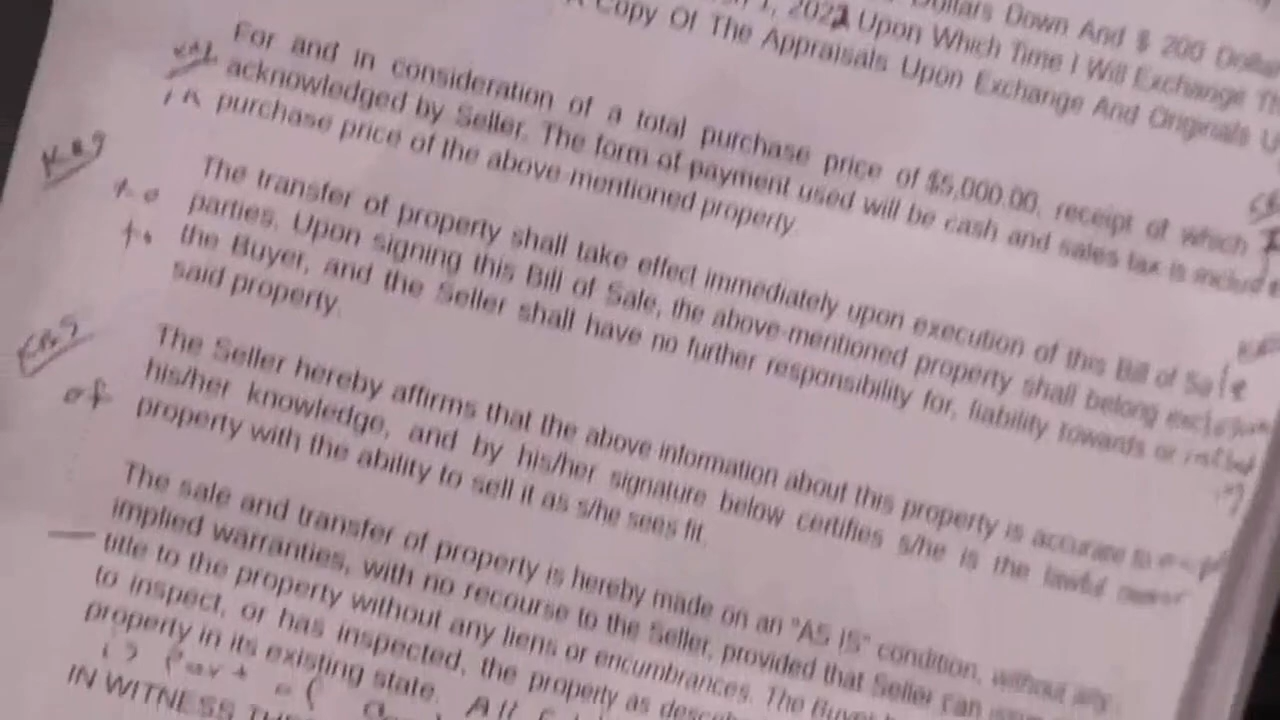 Dollars Down And $ 200 Dollar
1, 2022 Upon Which Time I Will Exchange
Copy Of The Appraisals Upon Exchange And Originals
For and in consideration of a total purchase price of $5,000.00, receipt of which
acknowledged by Seller. The form of payment used will be cash and sales tax is includ
purchase price of the above-mentioned property.
The transfer of property shall take effect immediately upon execution of this Bill of Sale
parties. Upon signing this Bill of Sale, the above-mentioned property shall belong
the Buyer, and the Seller shall have no further responsibility for, liability towards or
said property.
The Seller hereby affirms that the above information about this property is accurate to
of his/her knowledge, and by his/her signature below certifies s/he is the lawful owner
property with the ability to sell it as s/he sees fit.
The sale and transfer of property is hereby made on an "AS IS" condition, without any
implied warranties, with no recourse to the Seller, provided that Seller can
title to the property without any liens or encumbrances. The Buyer
to inspect, or has inspected, the property as
property in its existing state. All
IN WITNESS